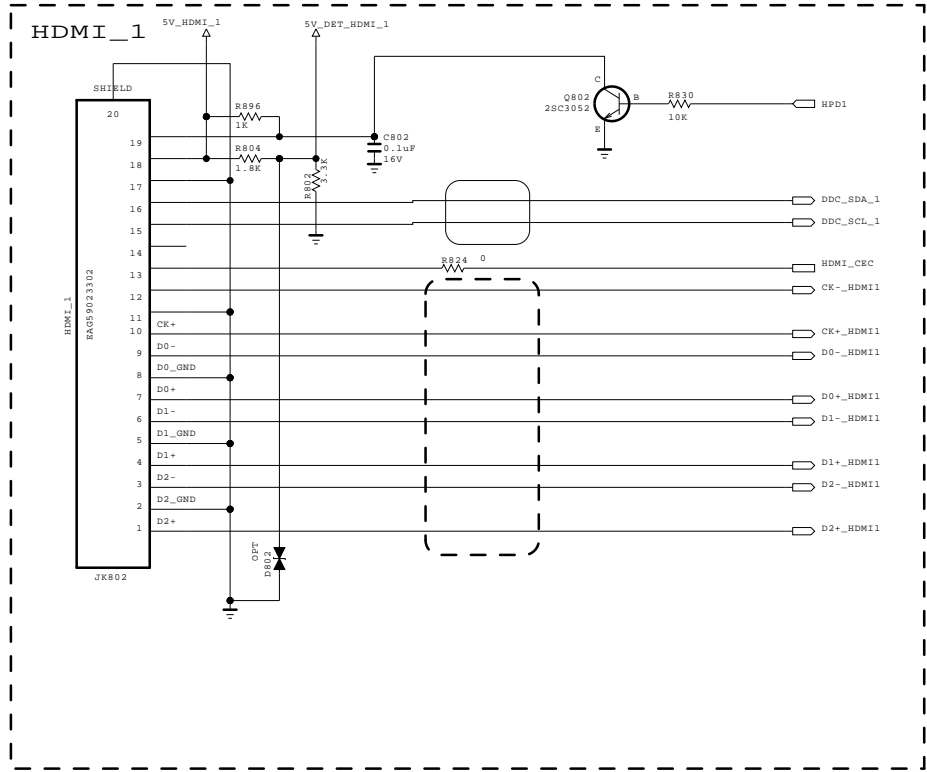 HDMI_1
5V_HDMI_1
5V_DET_HDMI_1
SHIELD
20
R896
1K
C
Q802
2SC3052
B
E
R830
10K
HPD1
19
C802
0.1uF
16V
R804
1.8K
18
R802
3.3K
17
16
DDC_SDA_1
15
DDC_SCL_1
14
R824
0
HDMI_CEC
13
CK-_HDMI1
12
11
CK+
10
CK+_HDMI1
D0-
9
D0-_HDMI1
D0_GND
8
D0+
7
D0+_HDMI1
D1-
6
D1-_HDMI1
D1_GND
5
D1+
4
D1+_HDMI1
D2-
3
D2-_HDMI1
D2_GND
2
D2+
1
D2+_HDMI1
HDMI_1
EAG59023302
OPT
D802
JK802